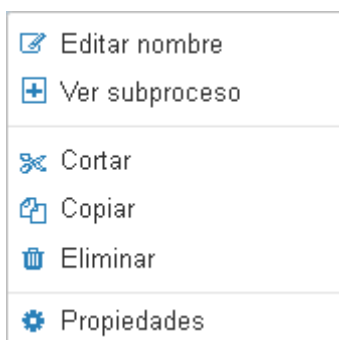 Editar nombre
Ver subproceso
Cortar
Copiar
Eliminar
Propiedades